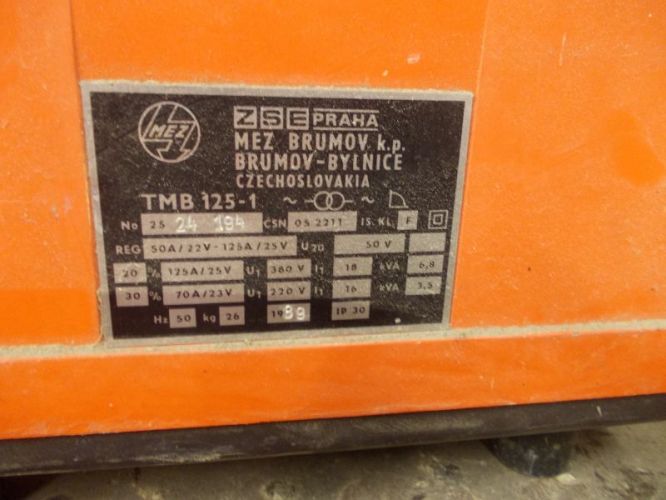 MEZ
ZSE PRAHA
MEZ BRUMOV k.p.
BRUMOV-BYLNICE
CZECHOSLOVAKIA
TMB 125-1 ~ ~
No 25 24 194 ČSN 05 2211 IS. KL. F
REG 50A/22V-125A/25V U20 50 V
20 % 125A/25V U1 380 V I1 18 kVA 6,8
30 % 70A/23V U1 220 V I1 16 kVA 3,5
Hz 50 kg 26 1989 IP 30